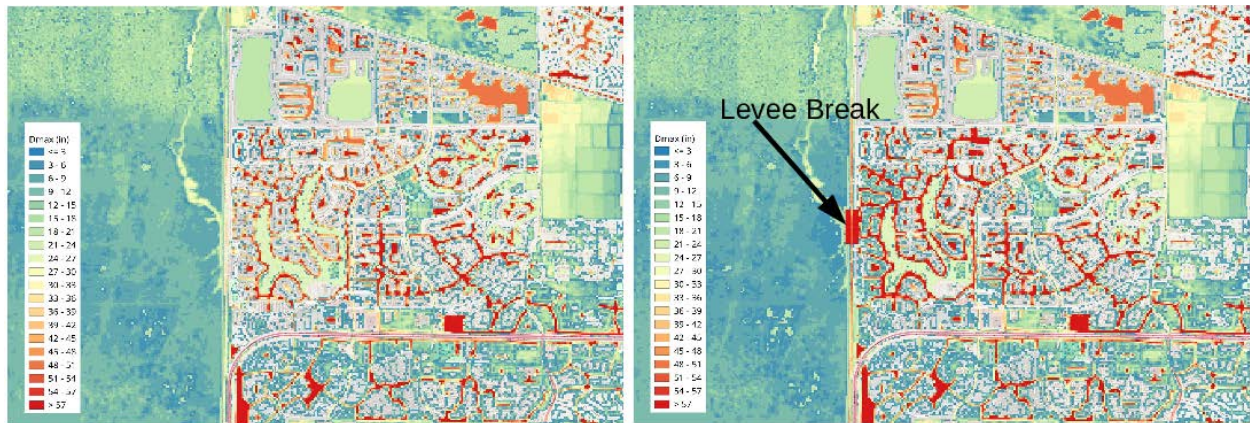 Dmax (in)
<= 3
3 - 6
6 - 9
9 - 12
12 - 15
15 - 18
18 - 21
21 - 24
24 - 27
27 - 30
30 - 33
33 - 36
36 - 39
39 - 42
42 - 45
45 - 48
48 - 51
51 - 54
54 - 57
> 57
Levee Break
Dmax (in)
<= 3
3 - 6
6 - 9
9 - 12
12 - 15
15 - 18
18 - 21
21 - 24
24 - 27
27 - 30
30 - 33
33 - 36
36 - 39
39 - 42
42 - 45
45 - 48
48 - 51
51 - 54
54 - 57
> 57